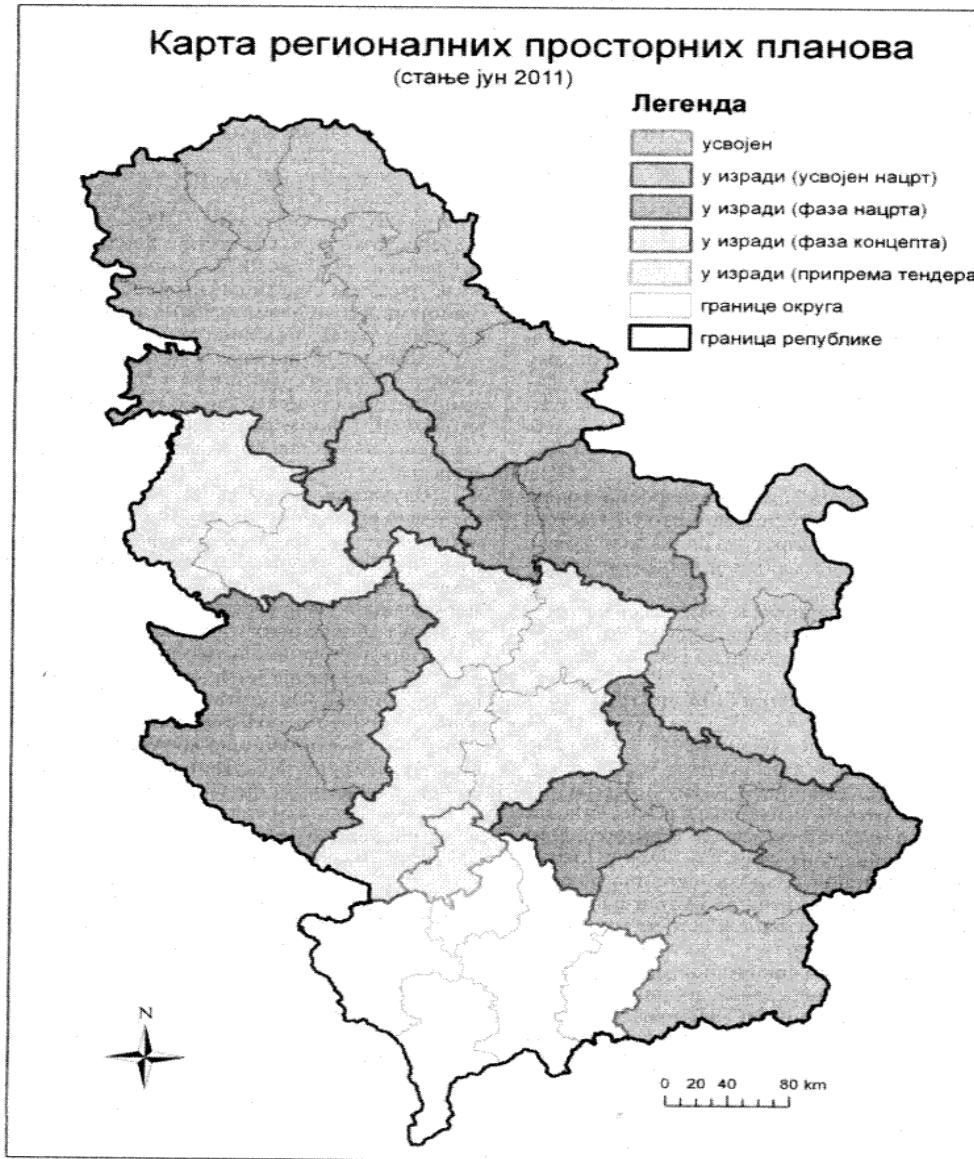 Карта регионалних просторних планова
(стање јун 2011)
Легенда
усвојен
у изради (усвојен нацрт)
у изради (фаза нацрта)
у изради (фаза концепта)
у изради (припрема тендера
границе округа
граница републике
N
0 20 40 80 km